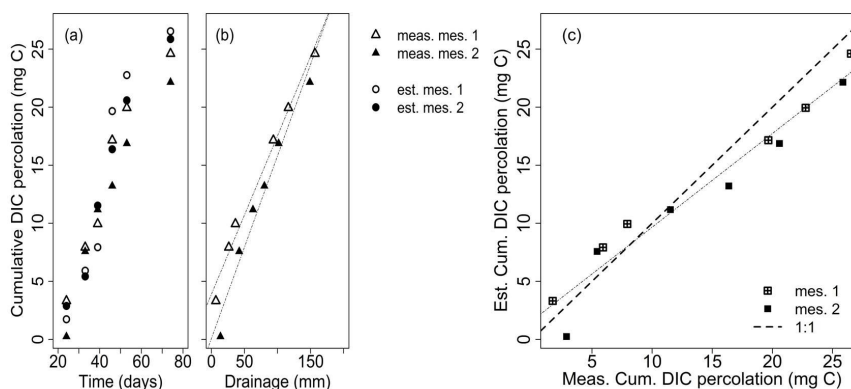 (a)
Cumulative DIC percolation (mg C)
0
5
10
15
20
25
20
40
60
80
Time (days)
(b)
0
50
150
Drainage (mm)
meas. mes. 1
meas. mes. 2
est. mes. 1
est. mes. 2
(c)
Est. Cum. DIC percolation (mg C)
0
5
10
15
20
25
5
10
15
20
25
Meas. Cum. DIC percolation (mg C)
mes. 1
mes. 2
1:1